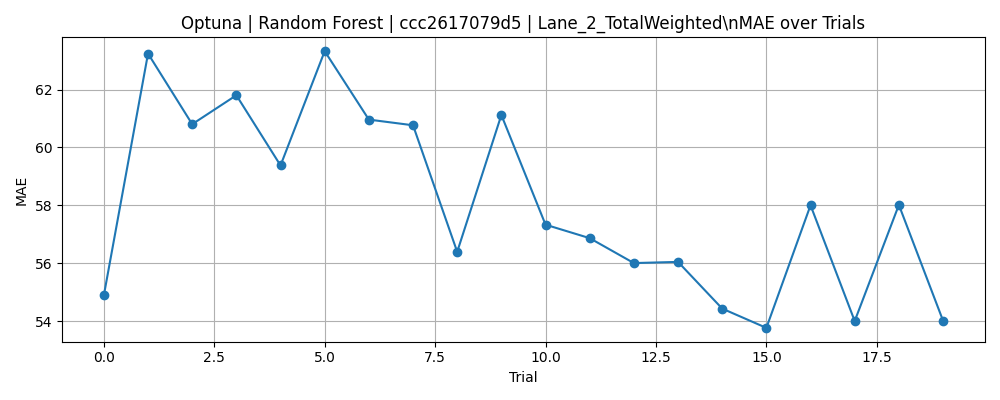 Optuna | Random Forest | ccc2617079d5 | Lane_2_TotalWeighted\nMAE over Trials
MAE
62
60
58
56
54
0.0 2.5 5.0 7.5 10.0 12.5 15.0 17.5
Trial